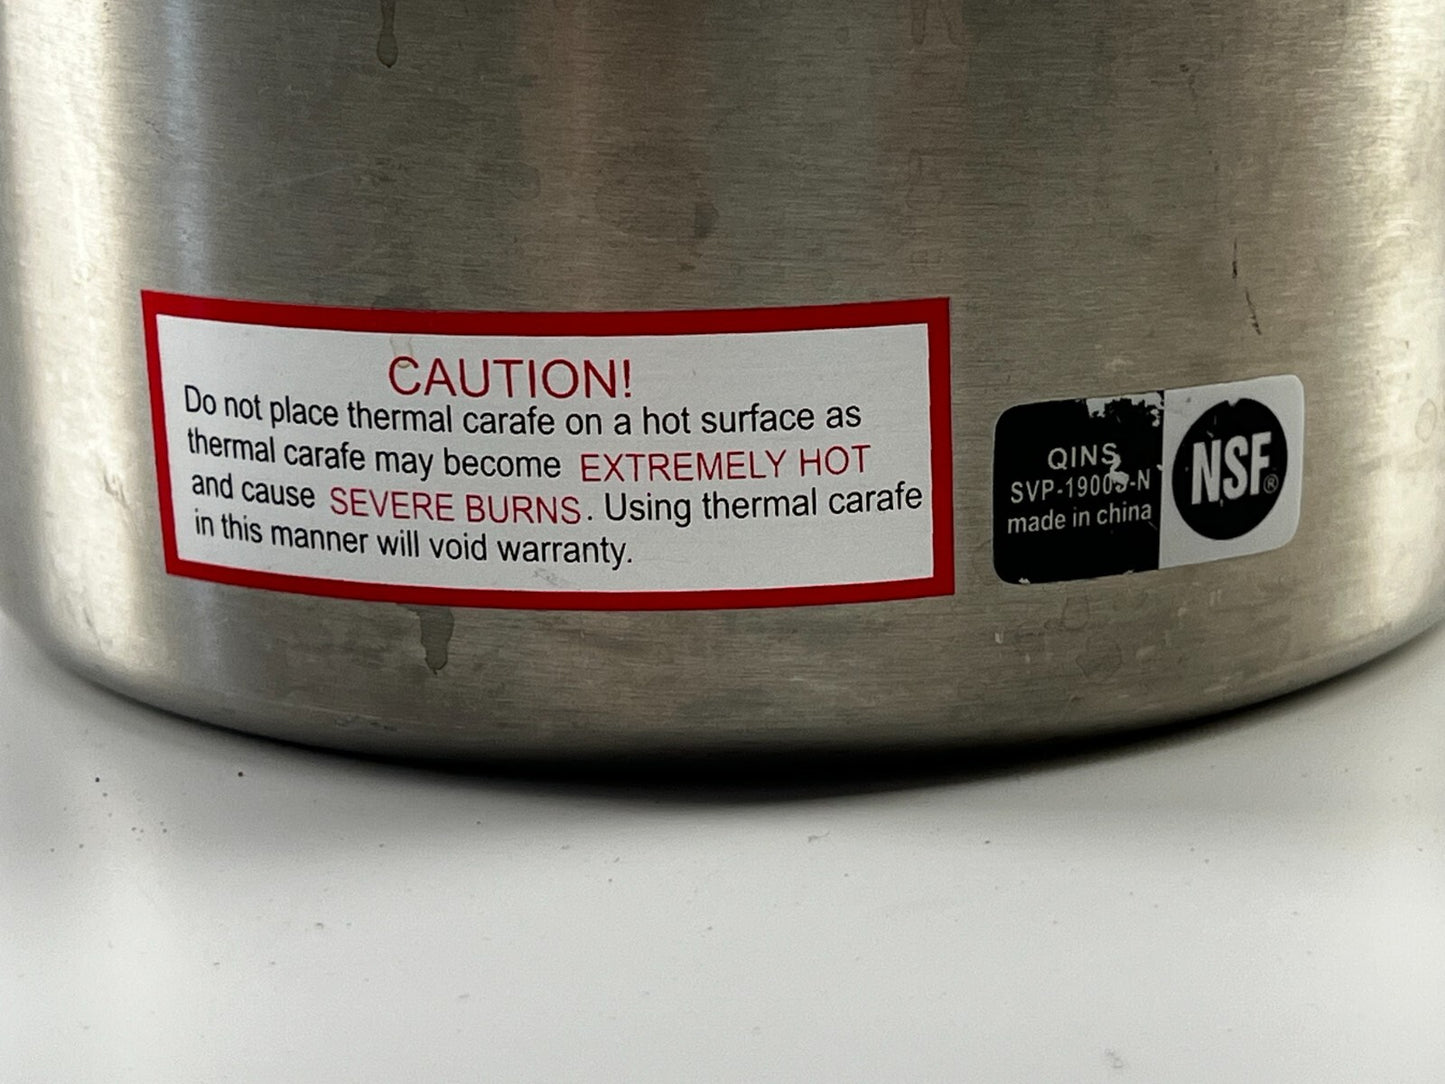 CAUTION!
Do not place thermal carafe on a hot surface as
thermal carafe may become EXTREMELY HOT
and cause SEVERE BURNS. Using thermal carafe
in this manner will void warranty.
QINS
made in china
NSF®